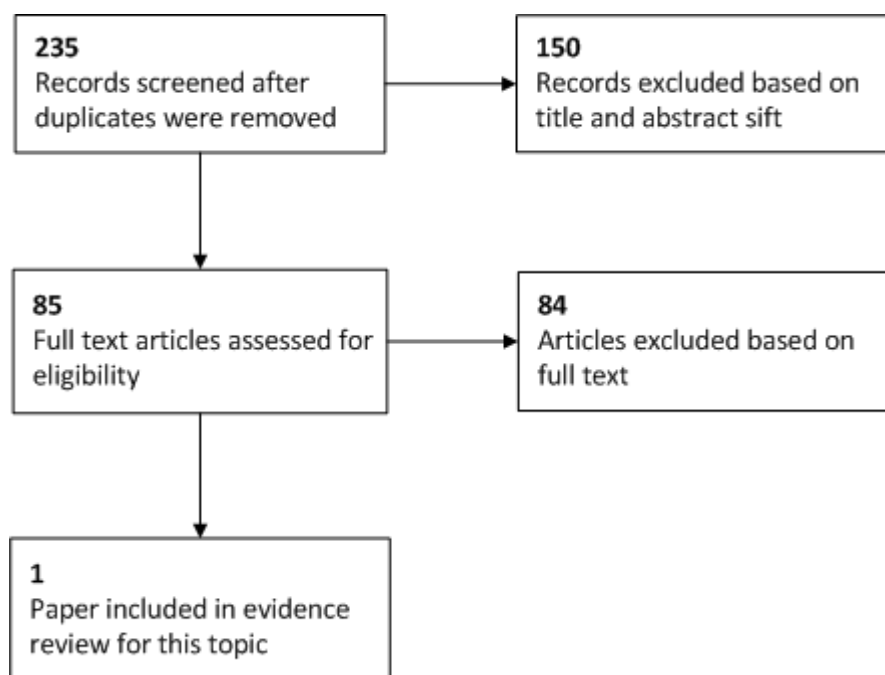 235
Records screened after
duplicates were removed
150
Records excluded based on
title and abstract sift
85
Full text articles assessed for
eligibility
84
Articles excluded based on
full text
1
Paper included in evidence
review for this topic